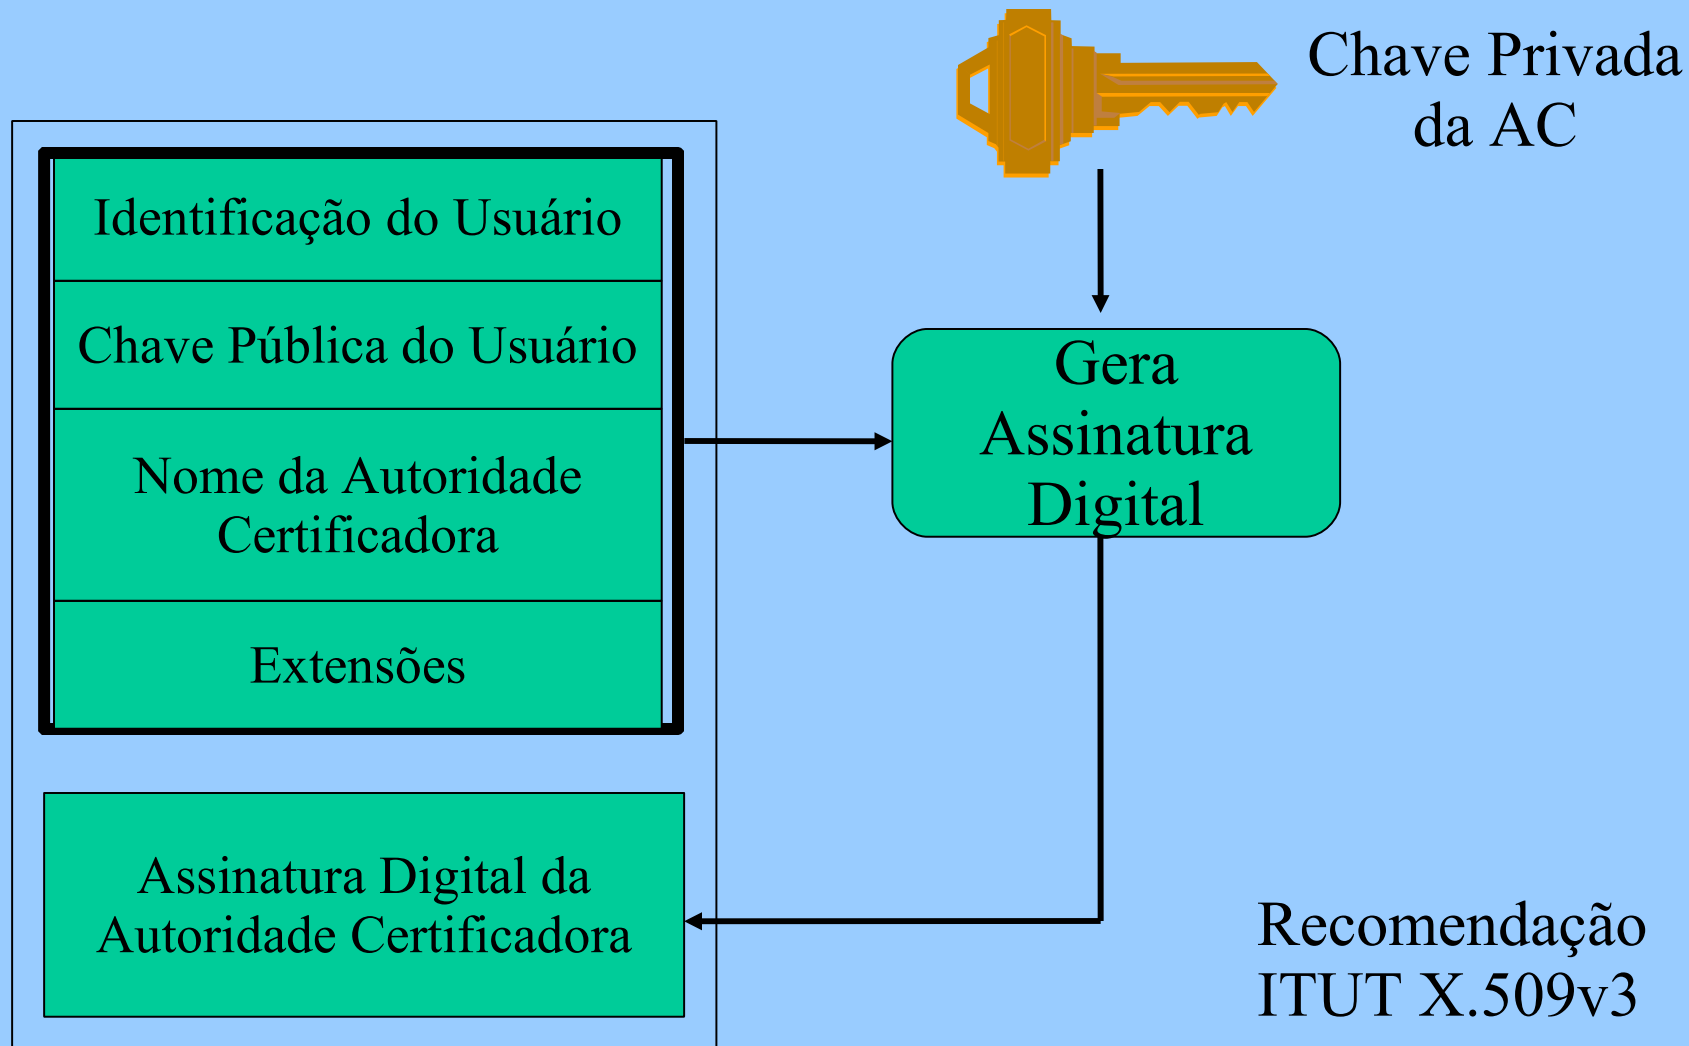 Chave Privada
da AC
Identificação do Usuário
Chave Pública do Usuário
Nome da Autoridade
Certificadora
Extensões
Gera
Assinatura
Digital
Assinatura Digital da
Autoridade Certificadora
Recomendação
ITUT X.509v3